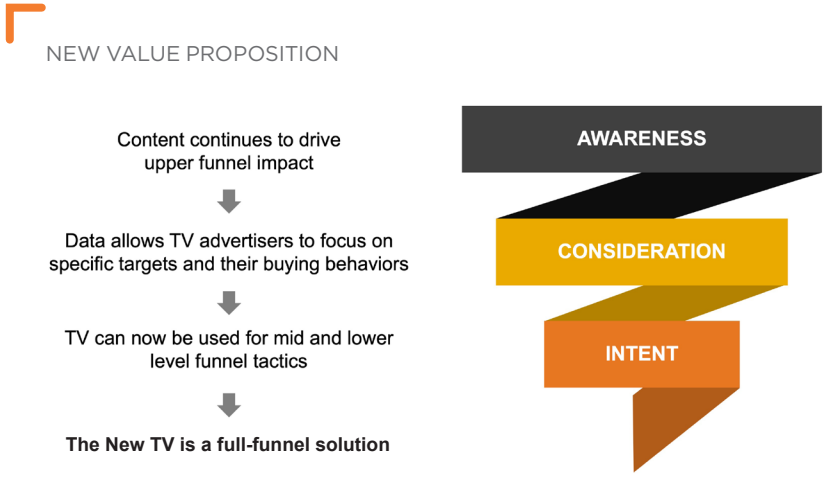 NEW VALUE PROPOSITION
Content continues to drive
upper funnel impact
Data allows TV advertisers to focus on
specific targets and their buying behaviors
TV can now be used for mid and lower
level funnel tactics
The New TV is a full-funnel solution
AWARENESS
CONSIDERATION
INTENT